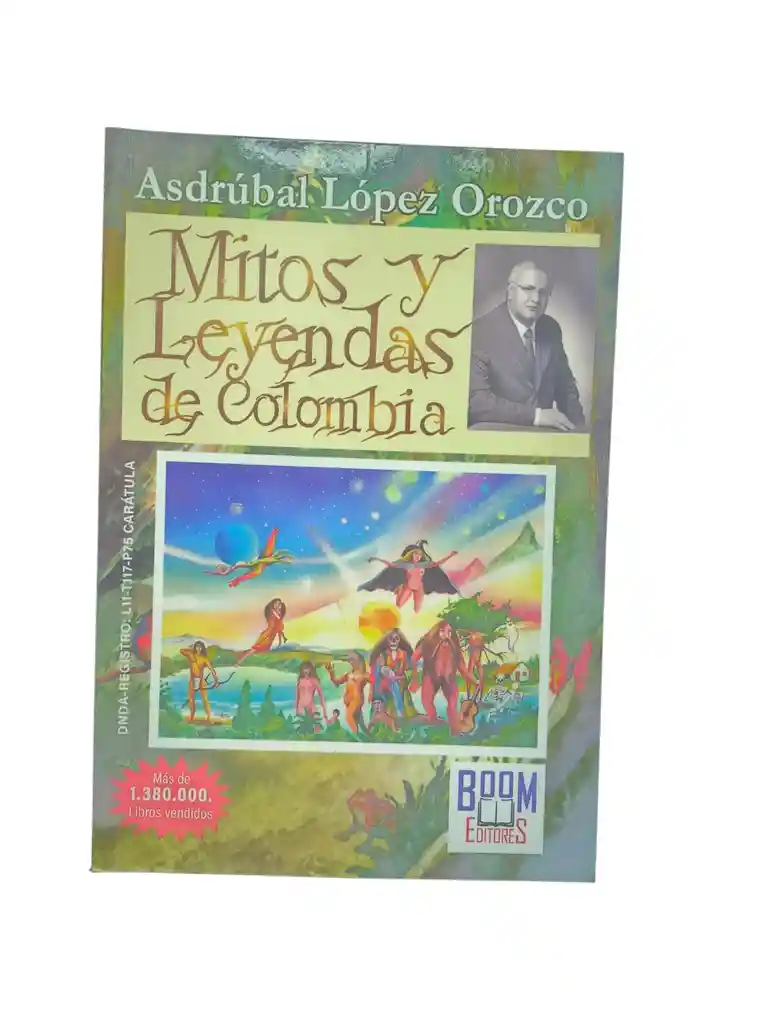 Asdrúbal López Orozco
Mitos y
Leyendas
de Colombia
DNDA-REGISTRO: L11-T117-P75 CARÁTULA
Más de
1.380.000.
Libros vendidos
BOOM
EDITORES